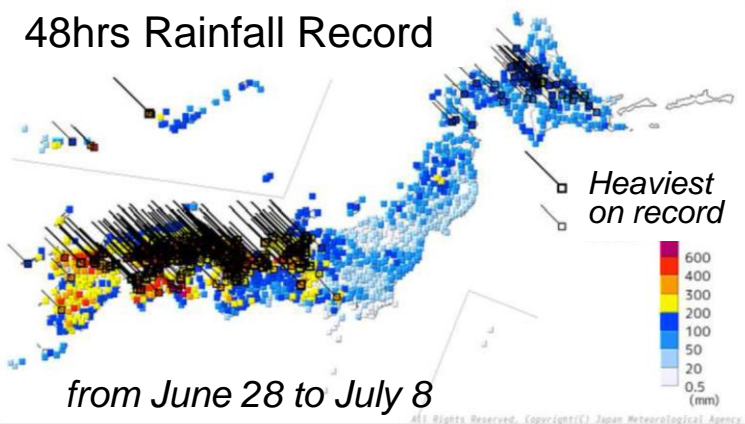 48hrs Rainfall Record
Heaviest
on record
600
400
300
200
100
50
20
0.5
(mm)
from June 28 to July 8
All Rights Reserved, Copyright(C) Japan Meteorological Agency